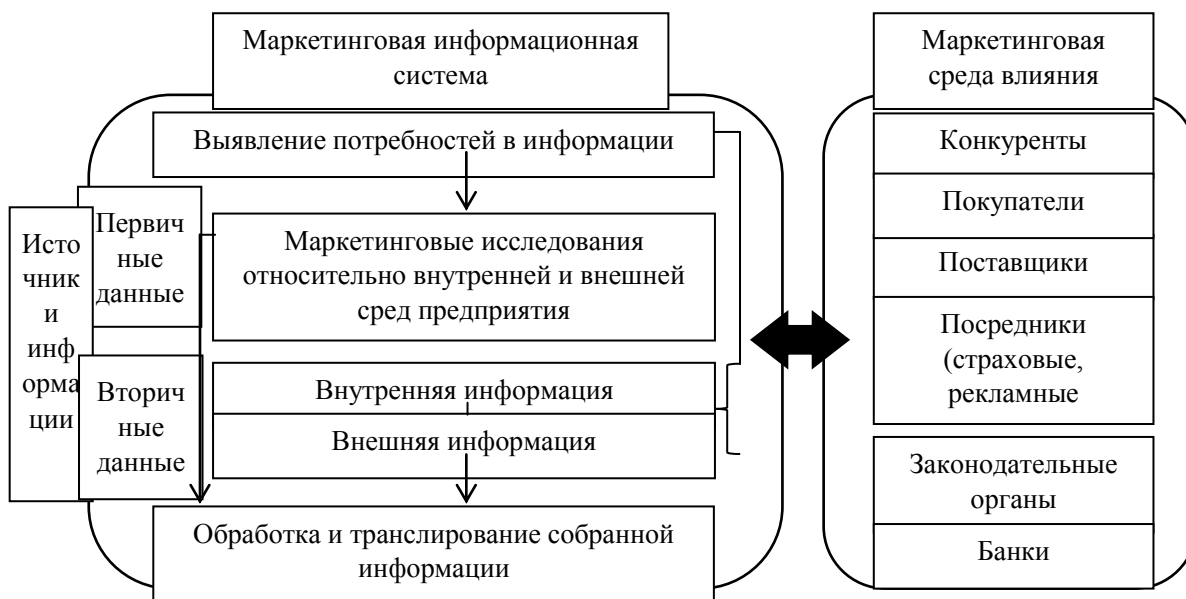 Маркетинговая информационная
система
Маркетинговая
среда влияния
Выявление потребностей в информации
Источ
Исто
чник
и
инф
орма
ции
Первич
ные
данные
Маркетинговые исследования
относительно внутренней и внешней
сред предприятия
Вторич
ные
данные
Внутренняя информация
Внешняя информация
Обработка и транслирование собранной
информации
Конкуренты
Покупатели
Поставщики
Посредники
(страховые,
рекламные
Законодательные
органы
Банки